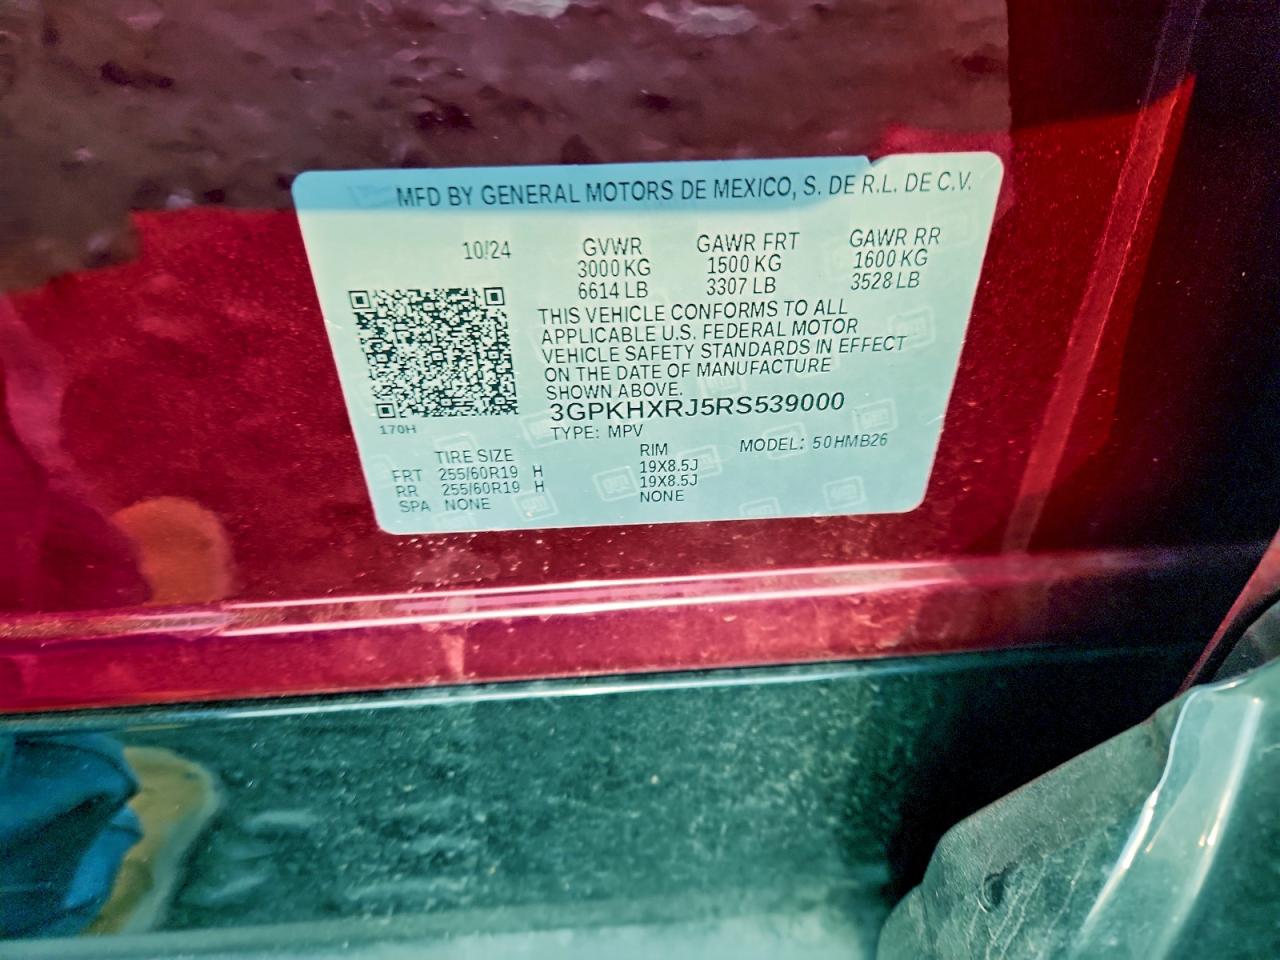 MFD BY GENERAL MOTORS DE MEXICO, S. DE R.L. DE C.V.
10/24 GVWR GAWR FRT GAWR RR
3000 KG 1500 KG 1600 KG
6614 LB 3307 LB 3528 LB
THIS VEHICLE CONFORMS TO ALL
APPLICABLE U.S. FEDERAL MOTOR
VEHICLE SAFETY STANDARDS IN EFFECT
ON THE DATE OF MANUFACTURE
SHOWN ABOVE.
3GPKHXRJ5RS539000
170H
TYPE: MPV
TIRE SIZE RIM MODEL: 50HMB26
FRT 255/60R19 H 19X8.5J
RR 255/60R19 H 19X8.5J
SPA NONE NONE